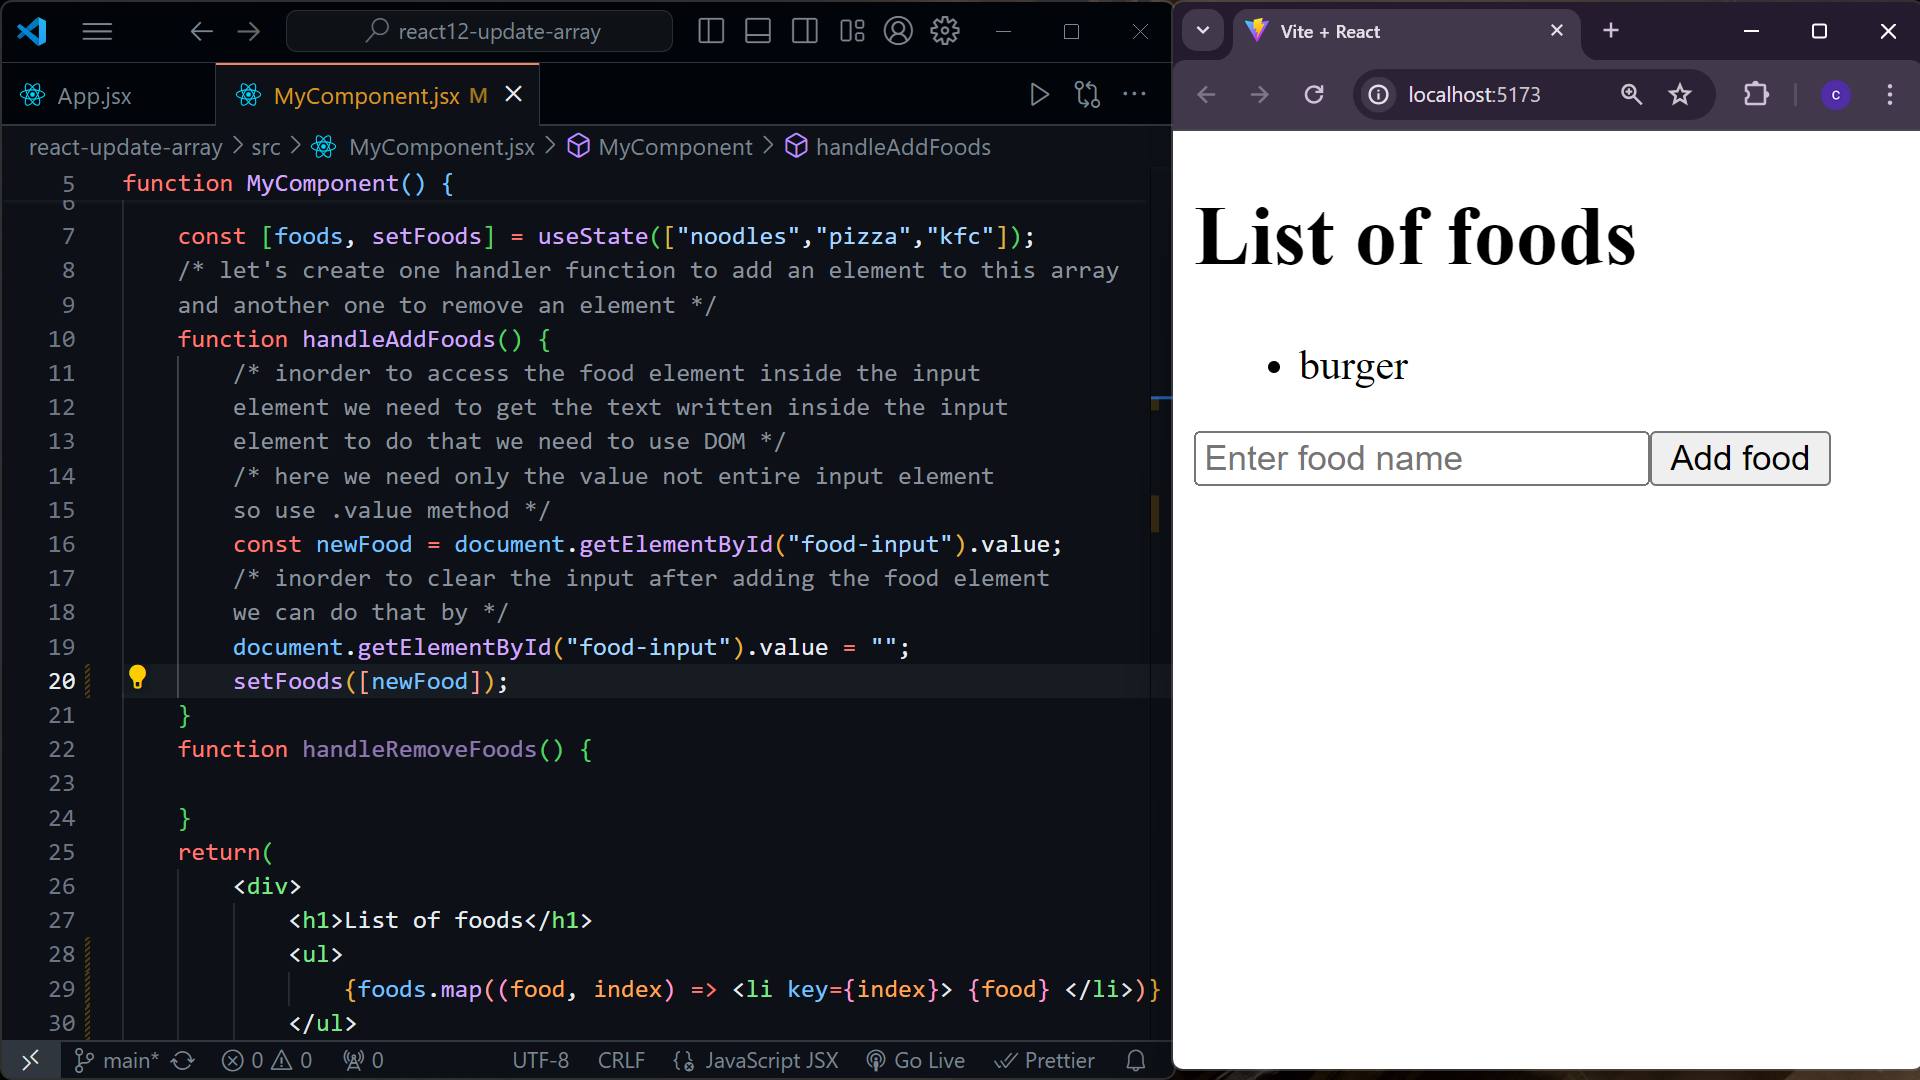 react12-update-array
App.jsx
MyComponent.jsx M
react-update-array > src > MyComponent.jsx > MyComponent > handleAddFoods
5 function MyComponent() {
6
7 const [foods, setFoods] = useState(["noodles","pizza","kfc"]);
8 /* let's create one handler function to add an element to this array
9 and another one to remove an element */
10 function handleAddFoods() {
11 /* inorder to access the food element inside the input
12 element we need to get the text written inside the input
13 element to do that we need to use DOM */
14 /* here we need only the value not entire input element
15 so use .value method */
16 const newFood = document.getElementById("food-input").value;
17 /* inorder to clear the input after adding the food element
18 we can do that by */
19 document.getElementById("food-input").value = "";
20 setFoods([newFood]);
21 }
22 function handleRemoveFoods() {
23
24 }
25 return(
26 <div>
27 <h1>List of foods</h1>
28 <ul>
29 {foods.map((food, index) => <li key={index}> {food} </li>)}
30 </ul>
main* 0 0 0 UTF-8 CRLF JavaScript JSX Go Live Prettier
Vite + React
localhost:5173
c
List of foods
• burger
Enter food name
Add food